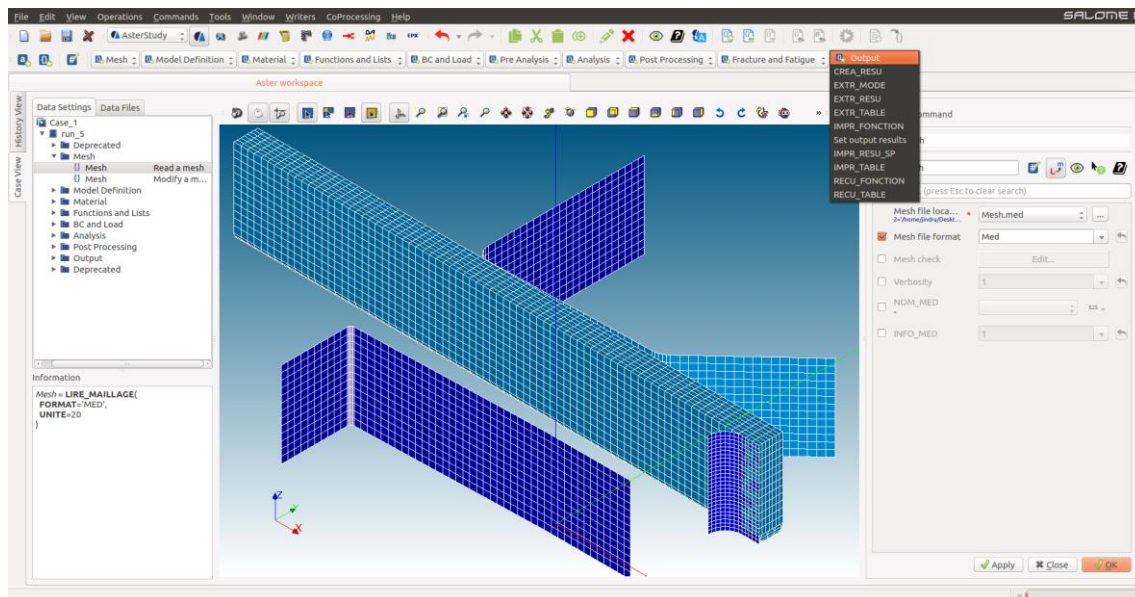 File Edit View Operations Commands Tools Window Writers CoProcessing Help
SALOME
AsterStudy
Mesh Model Definition Material Functions and Lists BC and Load Pre Analysis Analysis Post Processing Fracture and Fatigue Output
CREA_RESU
EXTR_MODE
EXTR_RESU
EXTR_TABLE
IMPR_FONCTION
Set output results
IMPR_RESU_SP
IMPR_TABLE
RECU_FONCTION
RECU_TABLE
Aster workspace
History View
Case View
Data Settings Data Files
Case_1
run_5
Deprecated
Mesh
Mesh Read a mesh
Mesh Modify a m...
Model Definition
Material
Functions and Lists
BC and Load
Analysis
Post Processing
Output
Deprecated
Information
Mesh = LIRE_MAILLAGE(
FORMAT='MED',
UNITE=20
)
Z
Y
X
(press Esc to clear search)
Mesh file loca... Mesh.med ...
Mesh file format Med
Mesh check Edit...
Verbosity 1
NOM_MED
INFO_MED 1
Apply Close OK